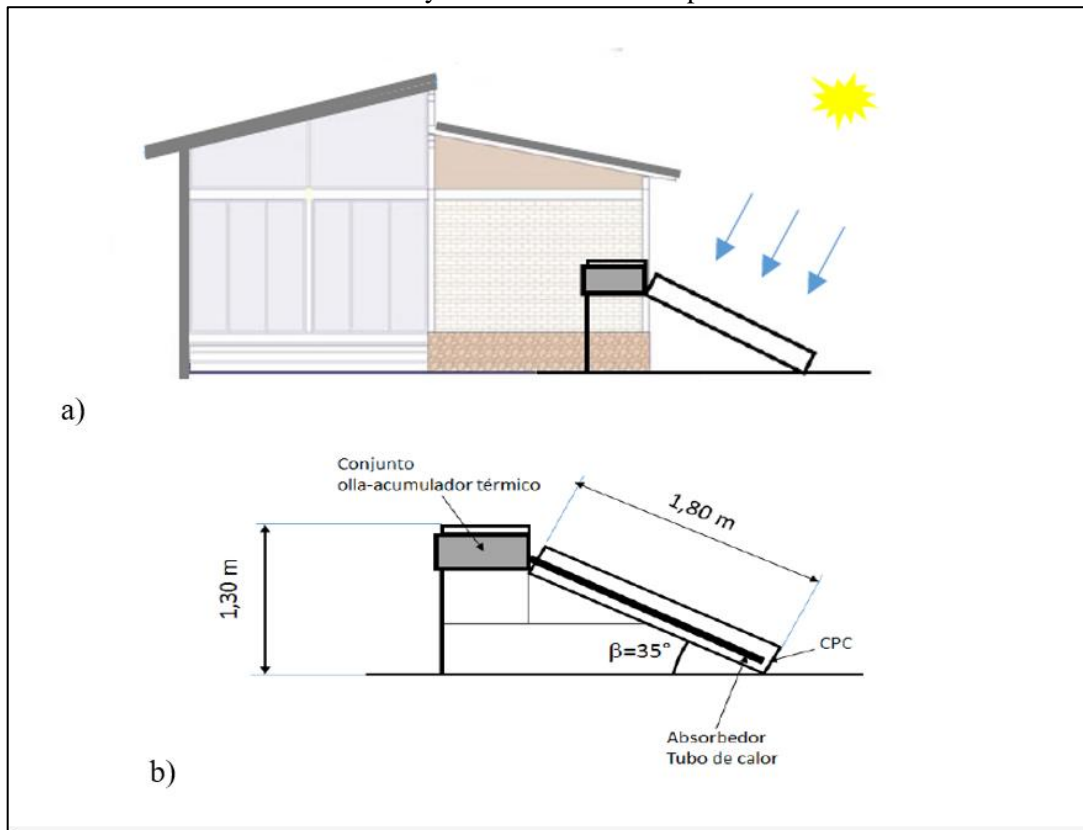 a)
Conjunto
olla-acumulador térmico
1,80 m
1,30 m
β=35°
CPC
Absorbedor
Tubo de calor
b)